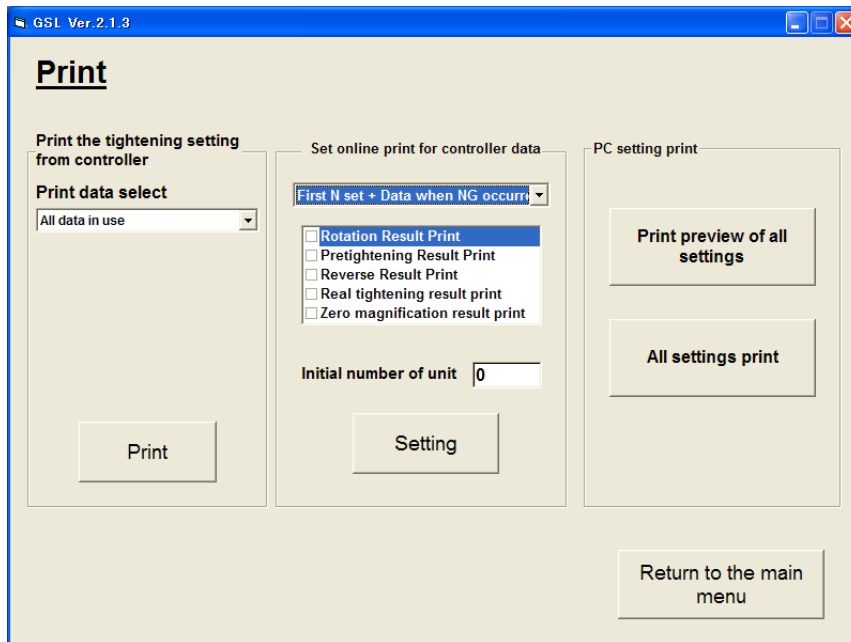 GSL Ver.2.1.3
Print
Print the tightening setting
from controller
Print data select
All data in use
Print
Set online print for controller data
First N set + Data when NG occurr
Rotation Result Print
Pretightening Result Print
Reverse Result Print
Real tightening result print
Zero magnification result print
Initial number of unit 0
Setting
PC setting print
Print preview of all
settings
All settings print
Return to the main
menu